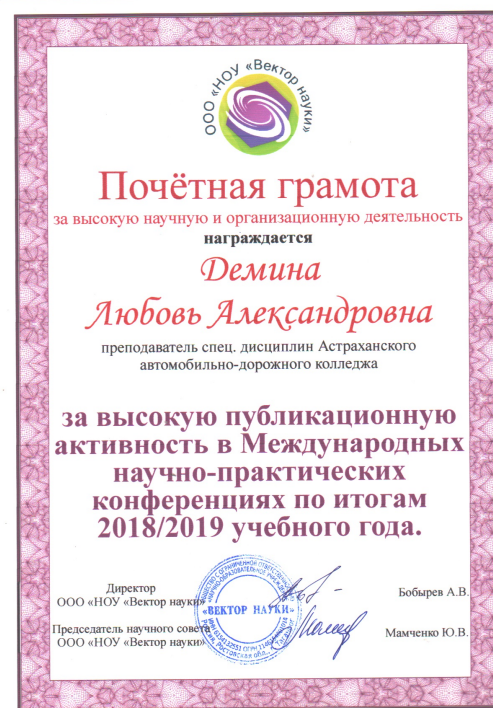 ООО «НОУ «Вектор науки»
Почётная грамота
за высокую научную и организационную деятельность
награждается
Демина
Любовь Александровна
преподаватель спец. дисциплин Астраханского
автомобильно-дорожного колледжа
за высокую публикационную
активность в Международных
научно-практических
конференциях по итогам
2018/2019 учебного года.
Директор
ООО «НОУ «Вектор науки»
Бобырев А.В.
Председатель научного совета
ООО «НОУ «Вектор науки»
Мамченко Ю.В.
«ВЕКТОР НАУКИ»